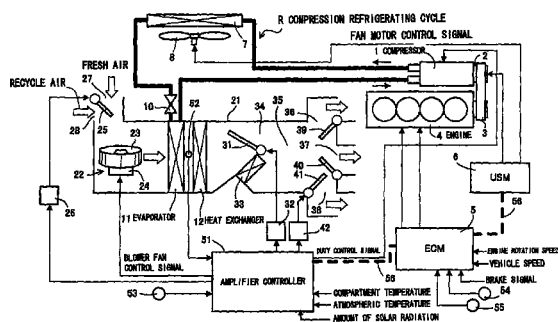 R COMPRESSION REFRIGERATING CYCLE
7
8
FAN MOTOR CONTROL SIGNAL
1 COMPRESSOR
2
FRESH AIR
27
RECYCLE AIR
10
52
21
34
36
35
28
25
39
4 ENGINE
3
23
31
37
40
41
6
USM
22
24
33
38
56
26
11 EVAPORATOR
12 HEAT EXCHANGER
32
42
5
BLOWER FAN
CONTROL SIGNAL
51
DUTY CONTROL SIGNAL
ECM
ENGINE ROTATION SPEED
VEHICLE SPEED
AMPLIFIER CONTROLLER
56
BRAKE SIGNAL
53
COMPARTMENT TEMPERATURE
ATMOSPHERIC TEMPERATURE
AMOUNT OF SOLAR RADIATION
54
55